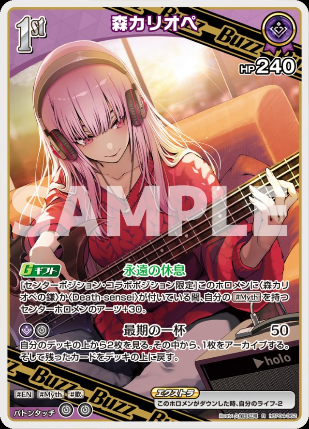 1st
森カリオペ
Buzz Buzz
HP240
Buzz
SAMPLE
ギフト 永遠の休息
[センターポジション・コラボポジション限定]このホロメンに〈森カリ
オペの鎌〉か〈Death-sensei〉が付いている間、自分の#Mythを持つ
センターホロメンのアーツ+30。
最期の一杯 50
自分のデッキの上から2枚を見る。その中から、1枚をアーカイブする。
そして残ったカードをデッキの上に戻す。
holo
#EN #Myth #歌
エクストラ
バトンタッチ
このホロメンがダウンした時、自分のライフ-2
Buzz